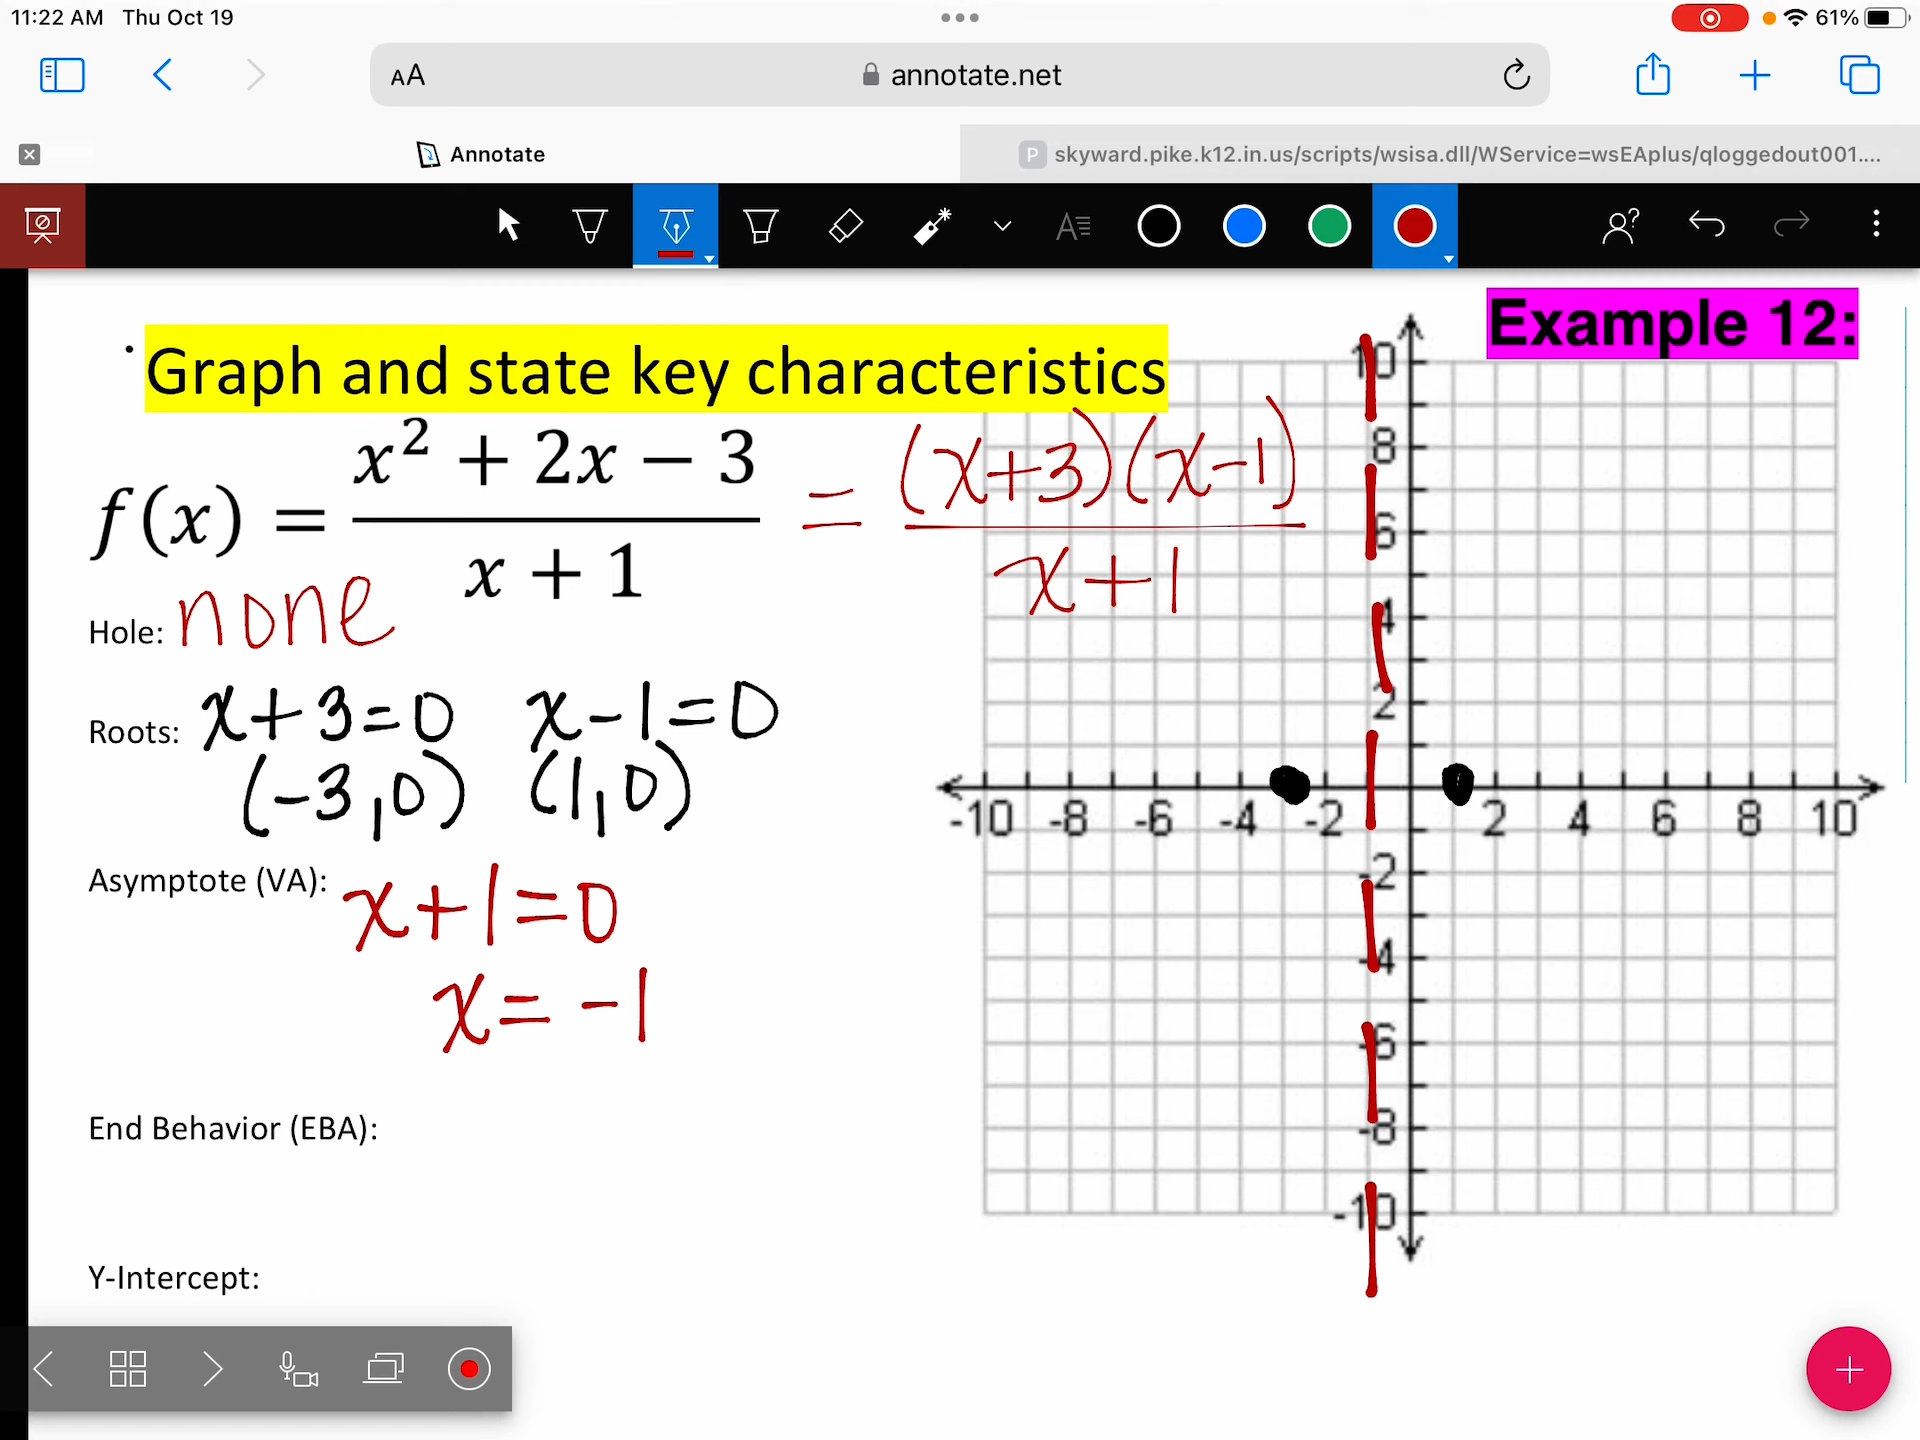 11:22 AM Thu Oct 19
61%
AA annotate.net
Annotate
P skyward.pike.k12.in.us/scripts/wsisa.dll/WService=wsEAplus/qloggedout001....
Example 12:
Graph and state key characteristics
f(x) = (x² + 2x − 3)/(x + 1) = ((x+3)(x-1))/(x+1)
Hole: none
Roots: x+3=0 x-1=0
(-3,0) (1,0)
Asymptote (VA): x+1=0
x= -1
End Behavior (EBA):
Y-Intercept:
10
8
6
4
2
-10 -8 -6 -4 -2 2 4 6 8 10
-2
-4
-6
-8
-10